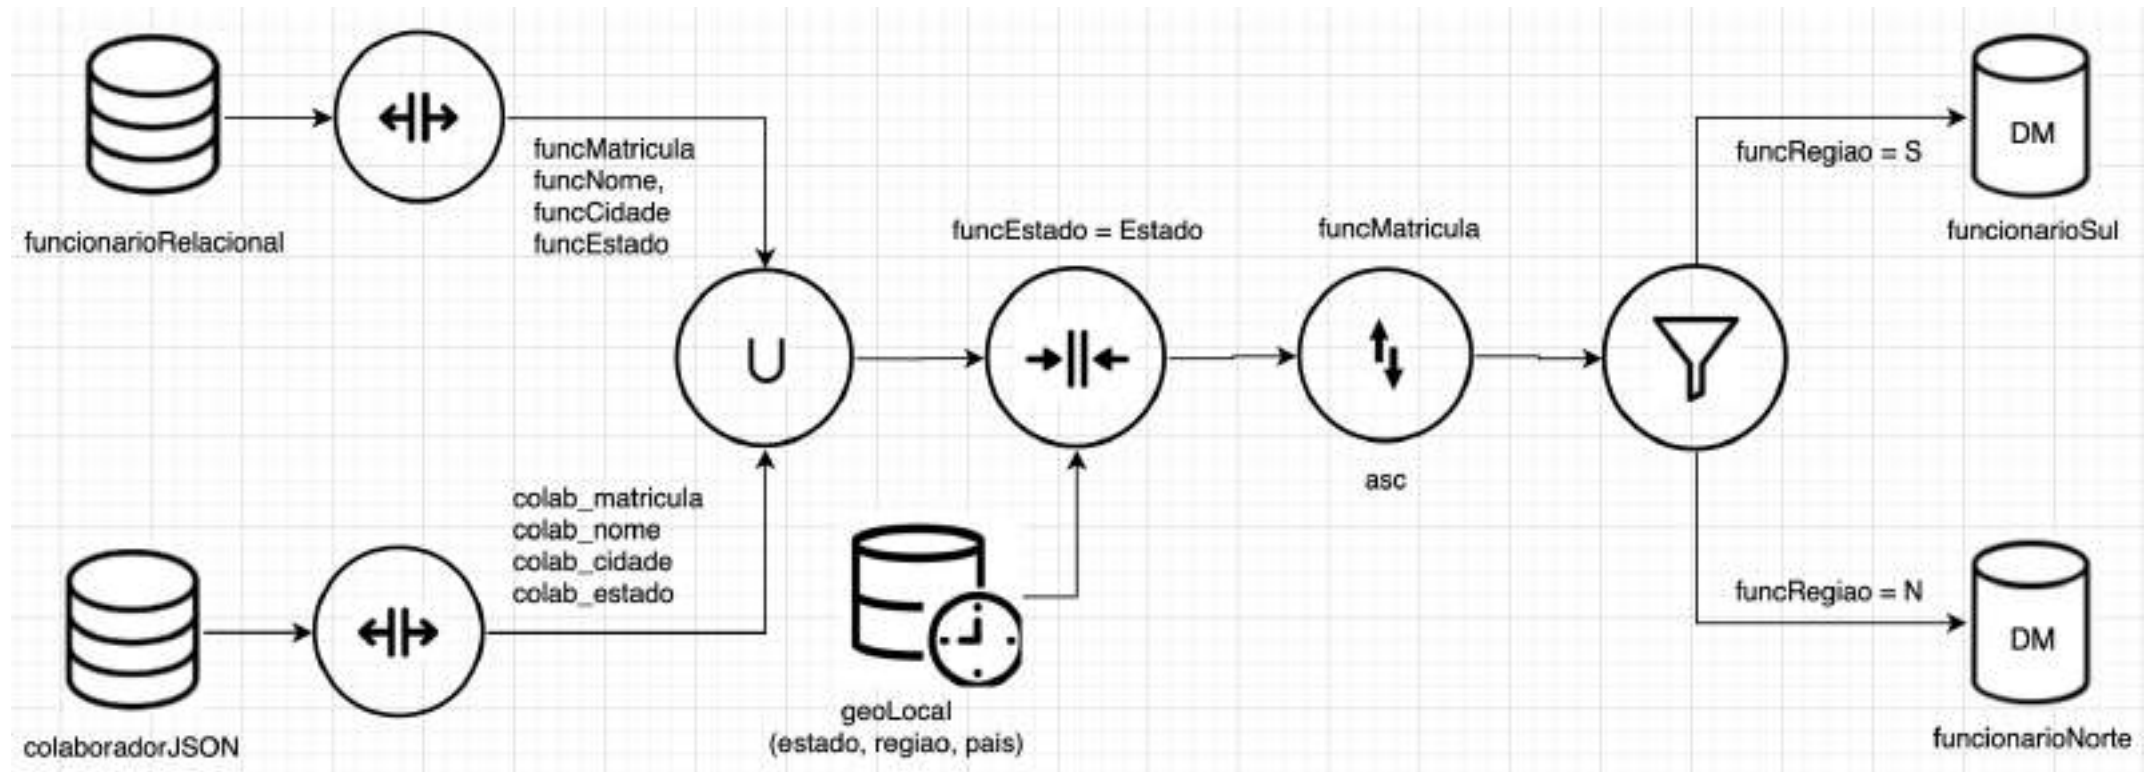 funcionarioRelacional
funcMatricula
funcNome,
funcCidade
funcEstado
colaboradorJSON
colab_matricula
colab_nome
colab_cidade
colab_estado
U
geoLocal
(estado, regiao, pais)
funcEstado = Estado
funcMatricula
asc
funcRegiao = S
DM
funcionarioSul
funcRegiao = N
DM
funcionarioNorte